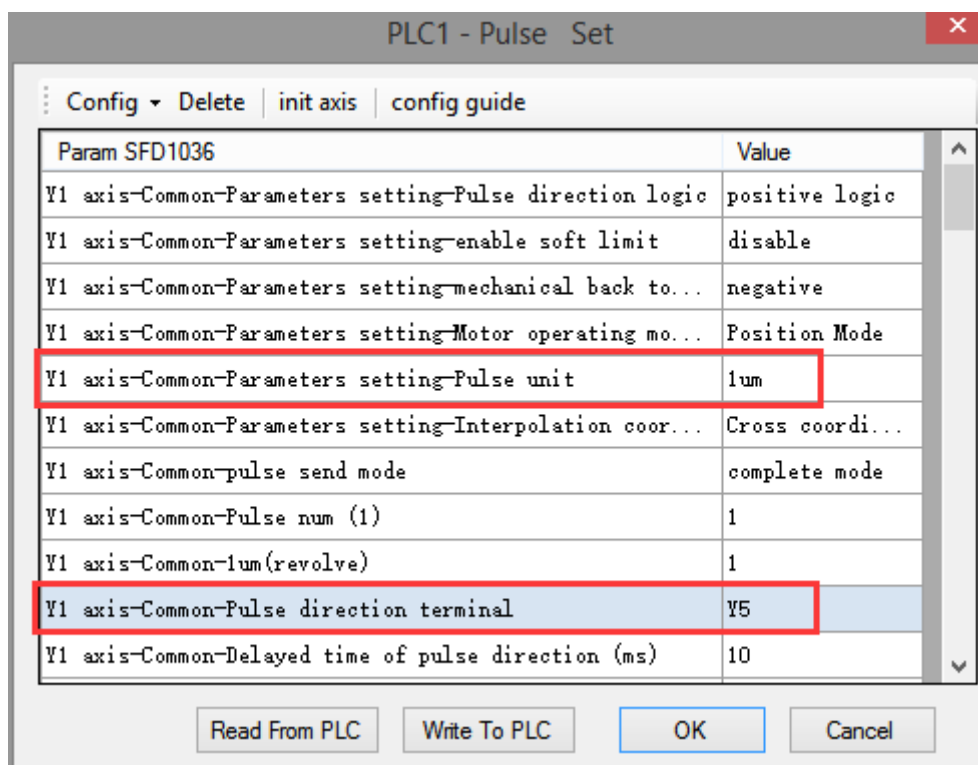 PLC1 - Pulse Set
Config Delete init axis config guide
Param SFD1036 Value
Y1 axis-Common-Parameters setting-Pulse direction logic positive logic
Y1 axis-Common-Parameters setting-enable soft limit disable
Y1 axis-Common-Parameters setting-mechanical back to... negative
Y1 axis-Common-Parameters setting-Motor operating mo... Position Mode
Y1 axis-Common-Parameters setting-Pulse unit 1um
Y1 axis-Common-Parameters setting-Interpolation coor... Cross coordi...
Y1 axis-Common-pulse send mode complete mode
Y1 axis-Common-Pulse num (1) 1
Y1 axis-Common-1um(revolve) 1
Y1 axis-Common-Pulse direction terminal Y5
Y1 axis-Common-Delayed time of pulse direction (ms) 10
Read From PLC Write To PLC OK Cancel